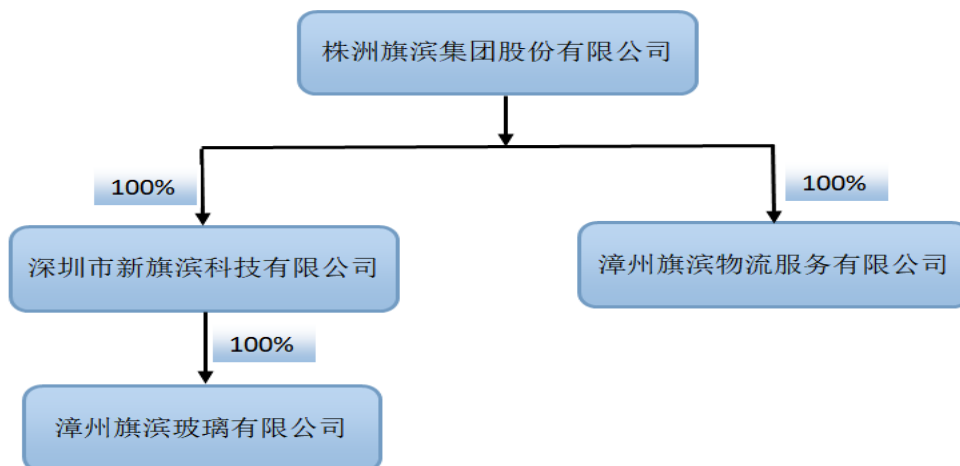 株洲旗滨集团股份有限公司
100%
100%
深圳市新旗滨科技有限公司
漳州旗滨物流服务有限公司
100%
漳州旗滨玻璃有限公司